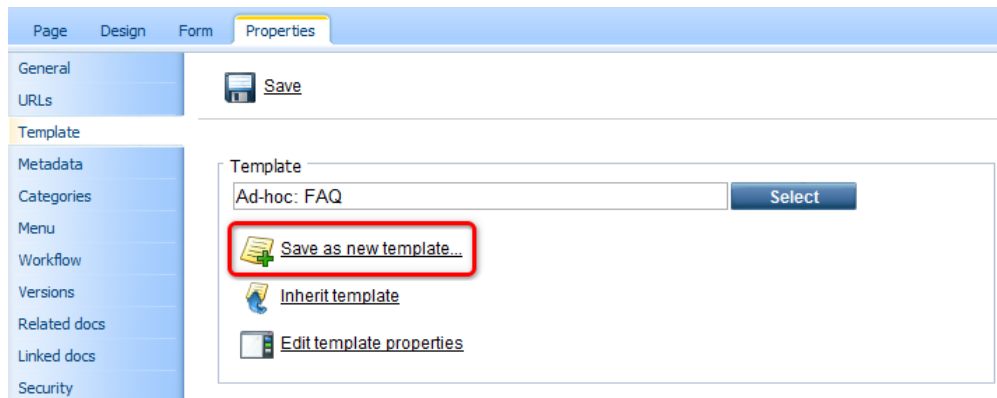 Page Design Form Properties
General
URLs
Template
Metadata
Categories
Menu
Workflow
Versions
Related docs
Linked docs
Security
Save
Template
Ad-hoc: FAQ Select
Save as new template...
Inherit template
Edit template properties